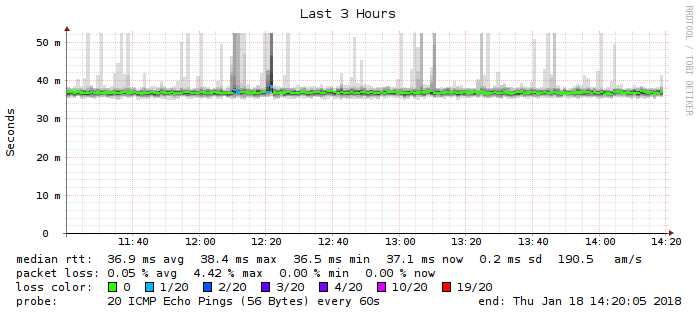 Last 3 Hours
RRDTOOL / TOBI OETIKER
Seconds
50 m
40 m
30 m
20 m
10 m
0
11:40 12:00 12:20 12:40 13:00 13:20 13:40 14:00 14:20
median rtt: 36.9 ms avg 38.4 ms max 36.5 ms min 37.1 ms now 0.2 ms sd 190.5 am/s
packet loss: 0.05 % avg 4.42 % max 0.00 % min 0.00 % now
loss color: 0 1/20 2/20 3/20 4/20 10/20 19/20
probe: 20 ICMP Echo Pings (56 Bytes) every 60s end: Thu Jan 18 14:20:05 2018